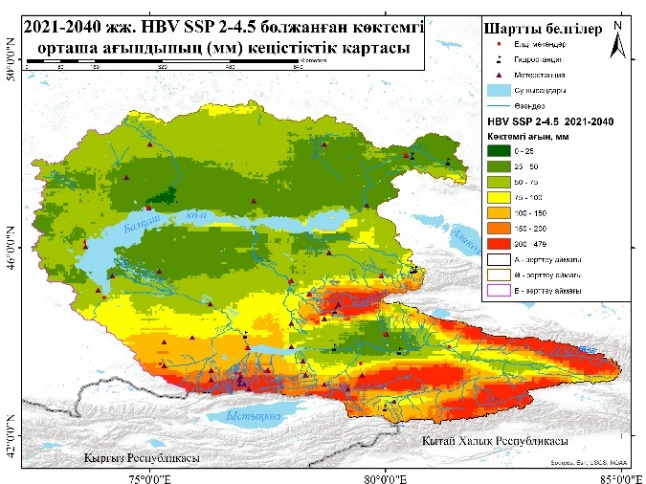 2021-2040 жж. HBV SSP 2-4.5 болжанған көктемгі
орташа ағындының (мм) кеңістіктік картасы
Шартты белгілер
N
Елді мекендер
Гидростанция
Метеостанция
Су нысандары
Өзендер
HBV SSP 2-4.5 2021-2040
Көктемгі ағын, мм
0 - 25
25 - 50
50 - 75
75 - 100
100 - 150
150 - 200
200 - 479
А - зерттеу аймағы
Ә - зерттеу аймағы
Б - зерттеу аймағы
50°0'0"N
46°0'0"N
42°0'0"N
Балқаш көлі
Алакөл
Ыстықкөл
Қырғыз Республикасы
Қытай Халық Республикасы
Sources: Esri, USGS, NOAA
75°0'0"E
80°0'0"E
85°0'0"E